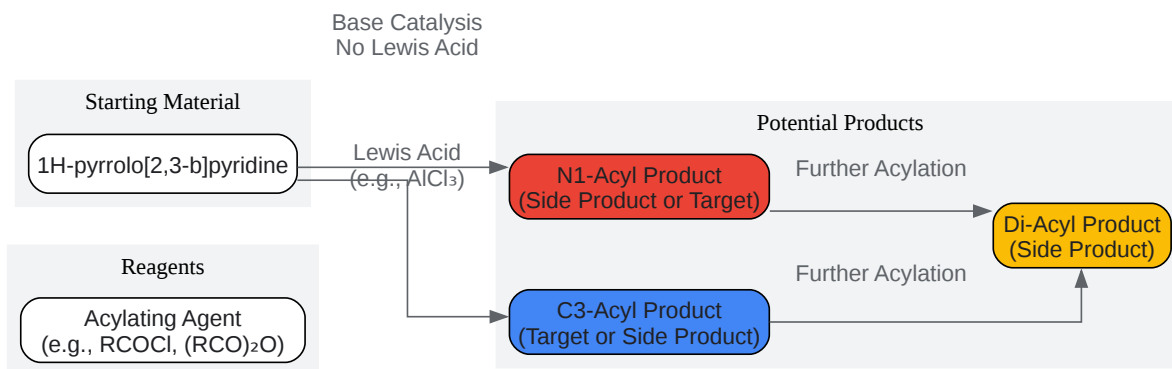 Base Catalysis
No Lewis Acid
Starting Material
1H-pyrrolo[2,3-b]pyridine
Lewis Acid
(e.g., AlCl₃)
Reagents
Acylating Agent
(e.g., RCOCl, (RCO)₂O)
Potential Products
N1-Acyl Product
(Side Product or Target)
Further Acylation
Di-Acyl Product
(Side Product)
Further Acylation
C3-Acyl Product
(Target or Side Product)